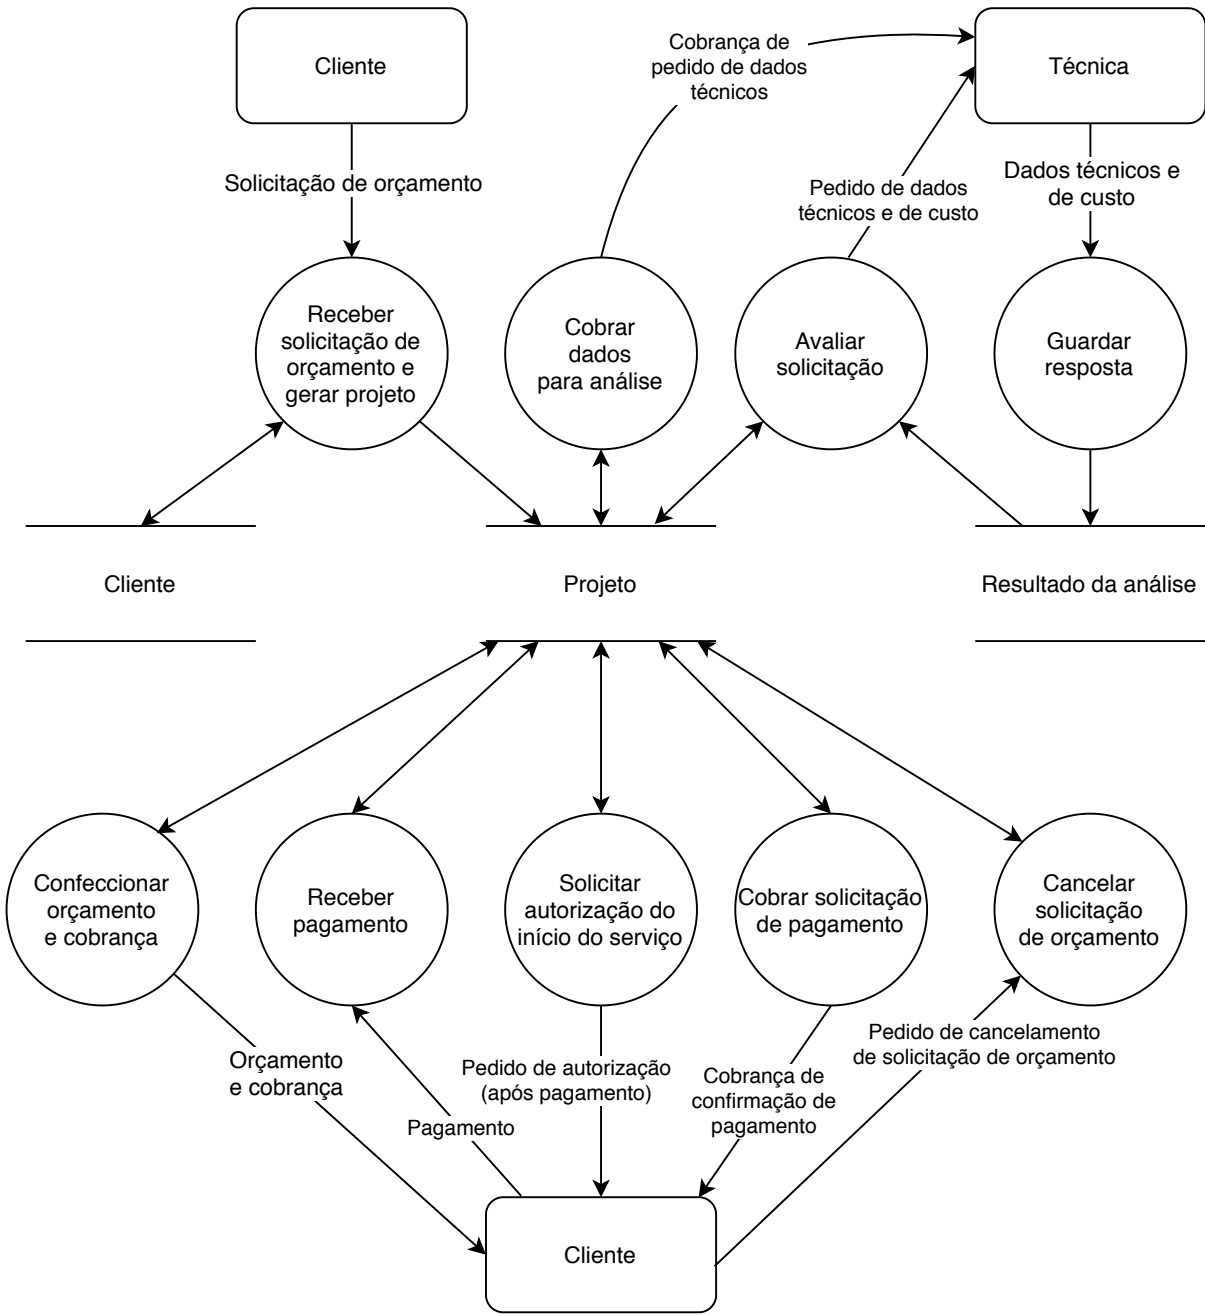 Cliente
Cobrança de
pedido de dados
técnicos
Técnica
Solicitação de orçamento
Pedido de dados
técnicos e de custo
Dados técnicos e
de custo
Receber
solicitação de
orçamento e
gerar projeto
Cobrar
dados
para análise
Avaliar
solicitação
Guardar
resposta
Cliente
Projeto
Resultado da análise
Confeccionar
orçamento
e cobrança
Receber
pagamento
Solicitar
autorização do
início do serviço
Cobrar solicitação
de pagamento
Cancelar
solicitação
de orçamento
Orçamento
e cobrança
Pagamento
Pedido de autorização
(após pagamento)
Cobrança de
confirmação de
pagamento
Pedido de cancelamento
de solicitação de orçamento
Cliente